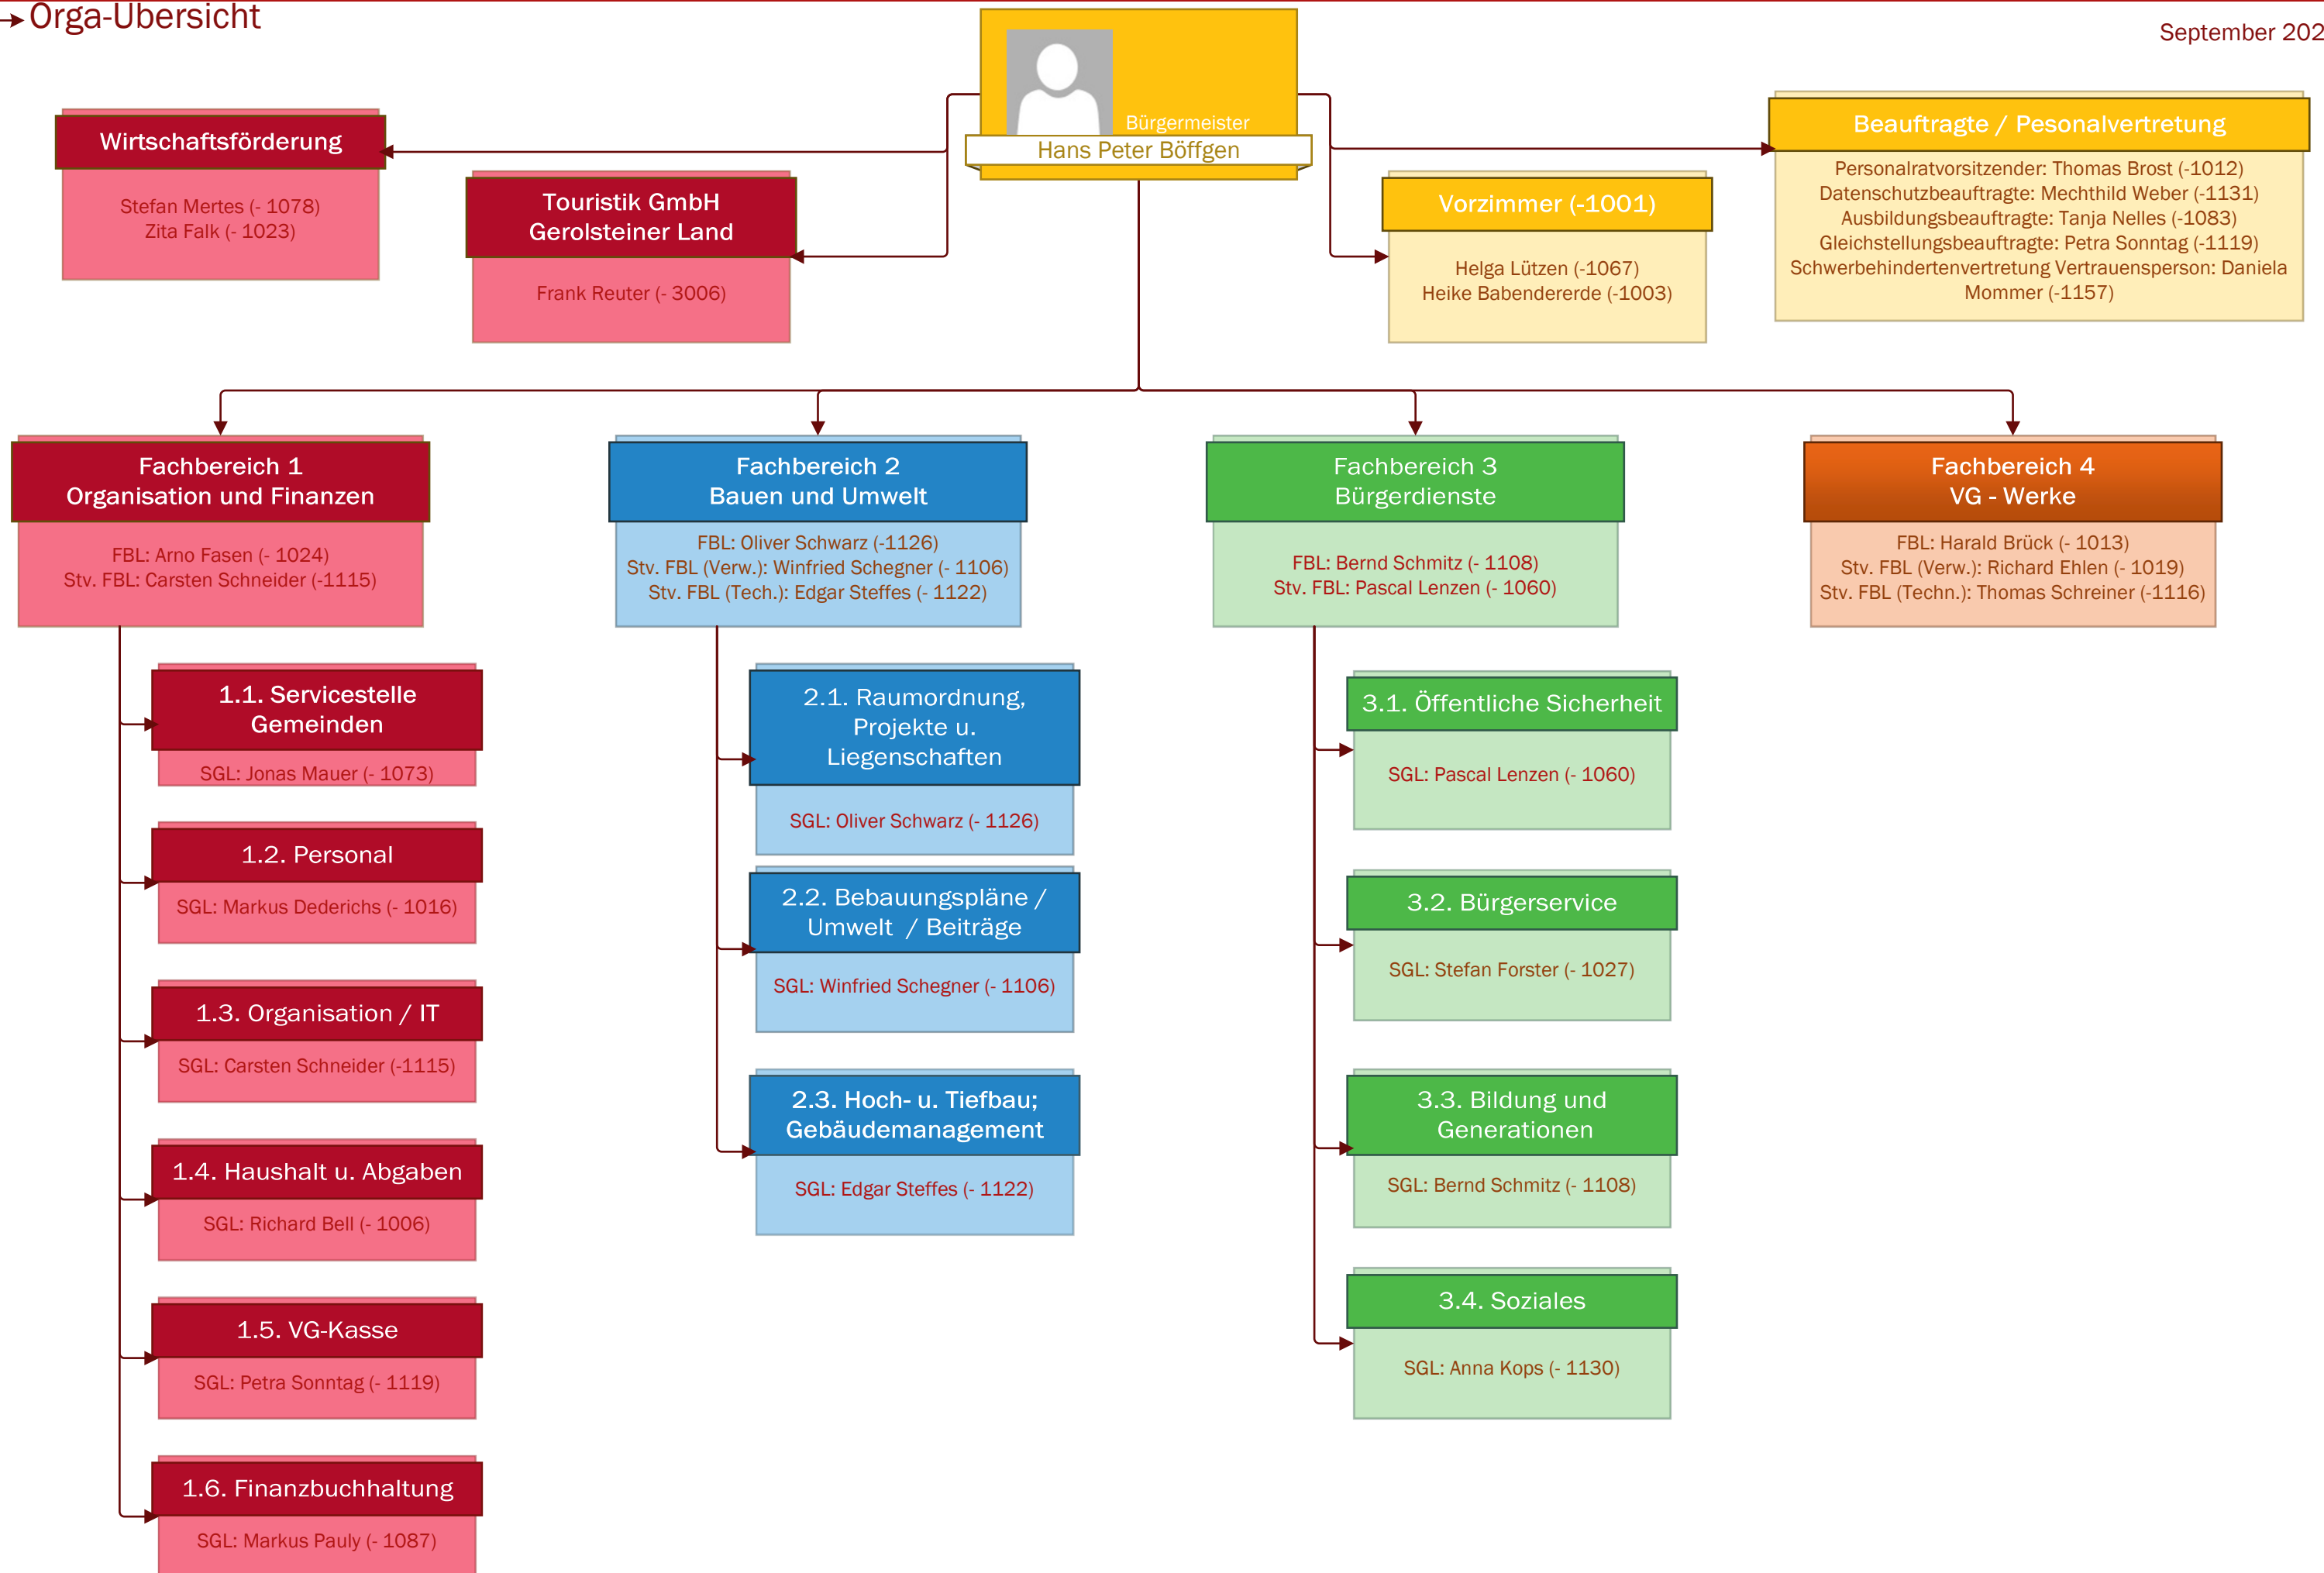 Orga-Übersicht
September 202
Bürgermeister
Hans Peter Böffgen
Wirtschaftsförderung
Stefan Mertes (- 1078)
Zita Falk (- 1023)
Touristik GmbH
Gerolsteiner Land
Frank Reuter (- 3006)
Vorzimmer (-1001)
Helga Lützen (-1067)
Heike Babendererde (-1003)
Beauftragte / Pesonalvertretung
Personalratvorsitzender: Thomas Brost (-1012)
Datenschutzbeauftragte: Mechthild Weber (-1131)
Ausbildungsbeauftragte: Tanja Nelles (-1083)
Gleichstellungsbeauftragte: Petra Sonntag (-1119)
Schwerbehindertenvertretung Vertrauensperson: Daniela
Mommer (-1157)
Fachbereich 1
Organisation und Finanzen
FBL: Arno Fasen (- 1024)
Stv. FBL: Carsten Schneider (-1115)
1.1. Servicestelle
Gemeinden
SGL: Jonas Mauer (- 1073)
1.2. Personal
SGL: Markus Dederichs (- 1016)
1.3. Organisation / IT
SGL: Carsten Schneider (-1115)
1.4. Haushalt u. Abgaben
SGL: Richard Bell (- 1006)
1.5. VG-Kasse
SGL: Petra Sonntag (- 1119)
1.6. Finanzbuchhaltung
SGL: Markus Pauly (- 1087)
Fachbereich 2
Bauen und Umwelt
FBL: Oliver Schwarz (-1126)
Stv. FBL (Verw.): Winfried Schegner (- 1106)
Stv. FBL (Tech.): Edgar Steffes (- 1122)
2.1. Raumordnung,
Projekte u.
Liegenschaften
SGL: Oliver Schwarz (- 1126)
2.2. Bebauungspläne /
Umwelt  / Beiträge
SGL: Winfried Schegner (- 1106)
2.3. Hoch- u. Tiefbau;
Gebäudemanagement
SGL: Edgar Steffes (- 1122)
Fachbereich 3
Bürgerdienste
FBL: Bernd Schmitz (- 1108)
Stv. FBL: Pascal Lenzen (- 1060)
3.1. Öffentliche Sicherheit
SGL: Pascal Lenzen (- 1060)
3.2. Bürgerservice
SGL: Stefan Forster (- 1027)
3.3. Bildung und
Generationen
SGL: Bernd Schmitz (- 1108)
3.4. Soziales
SGL: Anna Kops (- 1130)
Fachbereich 4
VG - Werke
FBL: Harald Brück (- 1013)
Stv. FBL (Verw.): Richard Ehlen (- 1019)
Stv. FBL (Techn.): Thomas Schreiner (-1116)